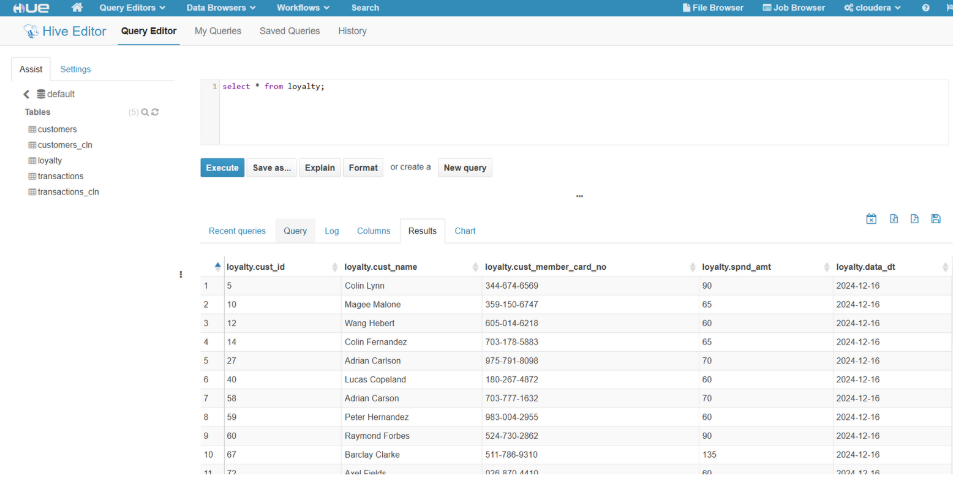 HUE Query Editors Data Browsers Workflows Search File Browser Job Browser cloudera
Hive Editor Query Editor My Queries Saved Queries History
Assist Settings
default
Tables (5)
customers
customers_cln
loyalty
transactions
transactions_cln
1 select * from loyalty;
Execute Save as... Explain Format or create a New query
...
Recent queries Query Log Columns Results Chart
loyalty.cust_id loyalty.cust_name loyalty.cust_member_card_no loyalty.spnd_amt loyalty.data_dt
1 5 Colin Lynn 344-674-6569 90 2024-12-16
2 10 Magee Malone 359-150-6747 65 2024-12-16
3 12 Wang Hebert 605-014-6218 60 2024-12-16
4 14 Colin Fernandez 703-178-5883 65 2024-12-16
5 27 Adrian Carlson 975-791-8098 70 2024-12-16
6 40 Lucas Copeland 180-267-4872 60 2024-12-16
7 58 Adrian Carson 703-777-1632 70 2024-12-16
8 59 Peter Hernandez 983-004-2955 60 2024-12-16
9 60 Raymond Forbes 524-730-2862 90 2024-12-16
10 67 Barclay Clarke 511-786-9310 135 2024-12-16
11 72 Axel Fields 026-870-4410 60 2024-12-16